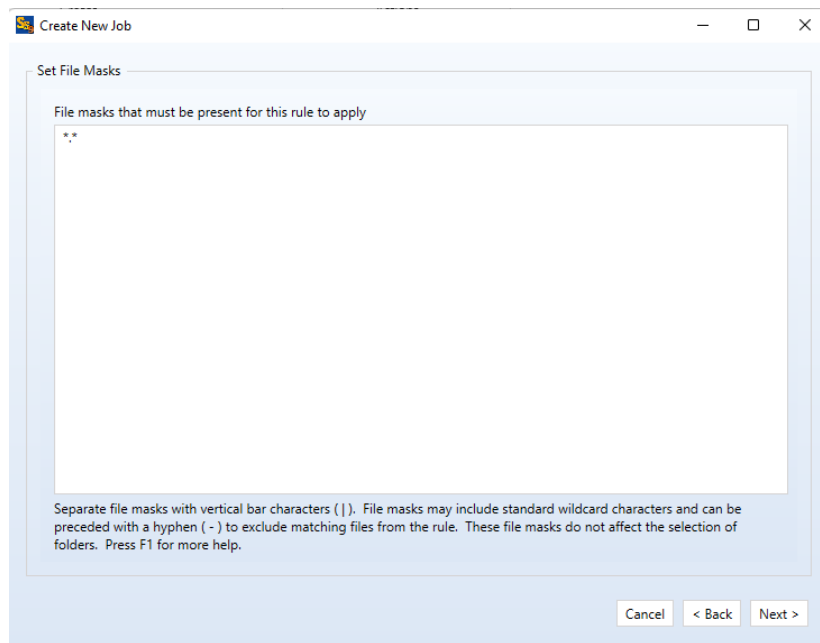 Create New Job
Set File Masks
File masks that must be present for this rule to apply
*.*
Separate file masks with vertical bar characters ( | ).  File masks may include standard wildcard characters and can be
preceded with a hyphen ( - ) to exclude matching files from the rule.  These file masks do not affect the selection of
folders.  Press F1 for more help.
Cancel
< Back
Next >